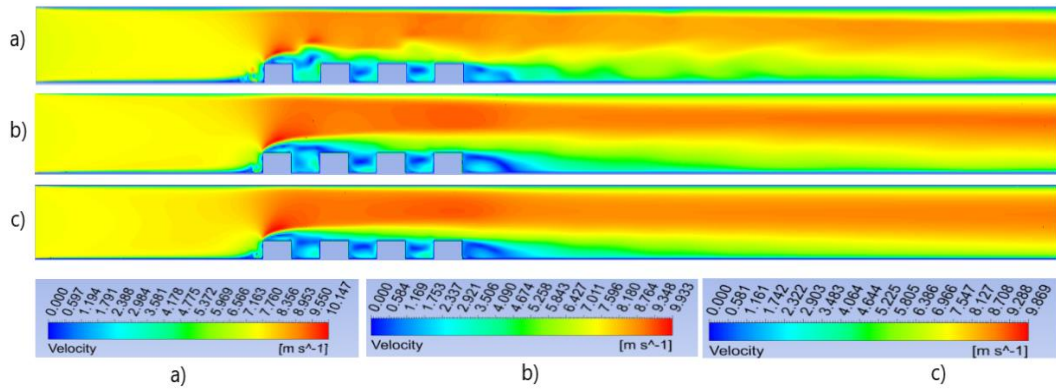 a)
b)
c)
0.000 0.597 1.194 1.791 2.388 2.984 3.581 4.178 4.775 5.372 5.969 6.566 7.163 7.760 8.356 8.953 9.550 10.147
Velocity [m s^-1]
a)
0.000 0.584 1.169 1.753 2.337 2.921 3.506 4.090 4.674 5.258 5.843 6.427 7.011 7.596 8.180 8.764 9.348 9.933
Velocity [m s^-1]
b)
0.000 0.581 1.161 1.742 2.322 2.903 3.483 4.064 4.644 5.225 5.805 6.386 6.966 7.547 8.127 8.708 9.288 9.869
Velocity [m s^-1]
c)